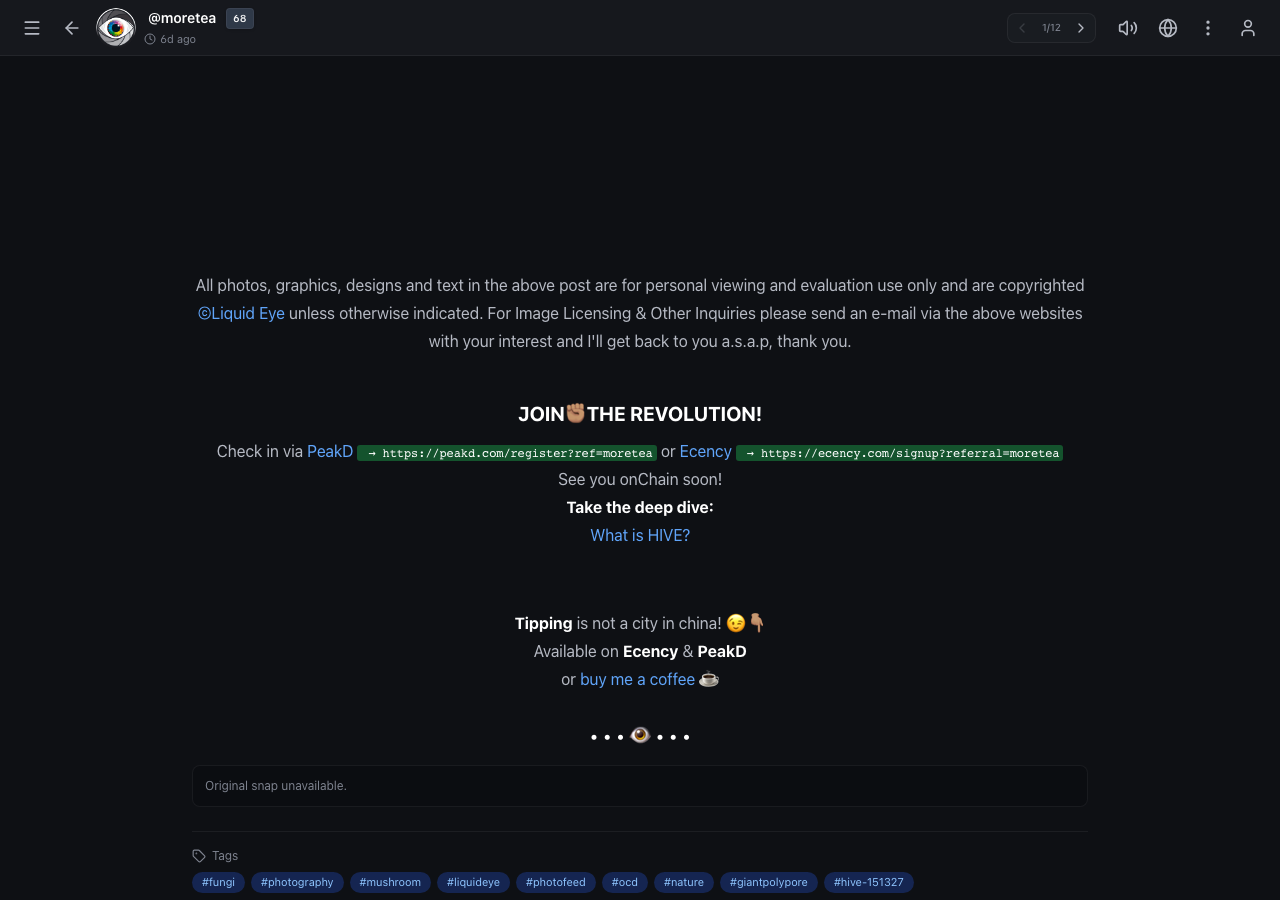 @moretea 68
6d ago
1/12
All photos, graphics, designs and text in the above post are for personal viewing and evaluation use only and are copyrighted
©Liquid Eye unless otherwise indicated. For Image Licensing & Other Inquiries please send an e-mail via the above websites
with your interest and I'll get back to you a.s.a.p, thank you.
JOIN✊🏽THE REVOLUTION!
Check in via PeakD → https://peakd.com/register?ref=moretea or Ecency → https://ecency.com/signup?referral=moretea
See you onChain soon!
Take the deep dive:
What is HIVE?
Tipping is not a city in china! 😉👇🏽
Available on Ecency & PeakD
or buy me a coffee ☕
• • • 👁 • • •
Original snap unavailable.
Tags
#fungi #photography #mushroom #liquideye #photofeed #ocd #nature #giantpolypore #hive-151327